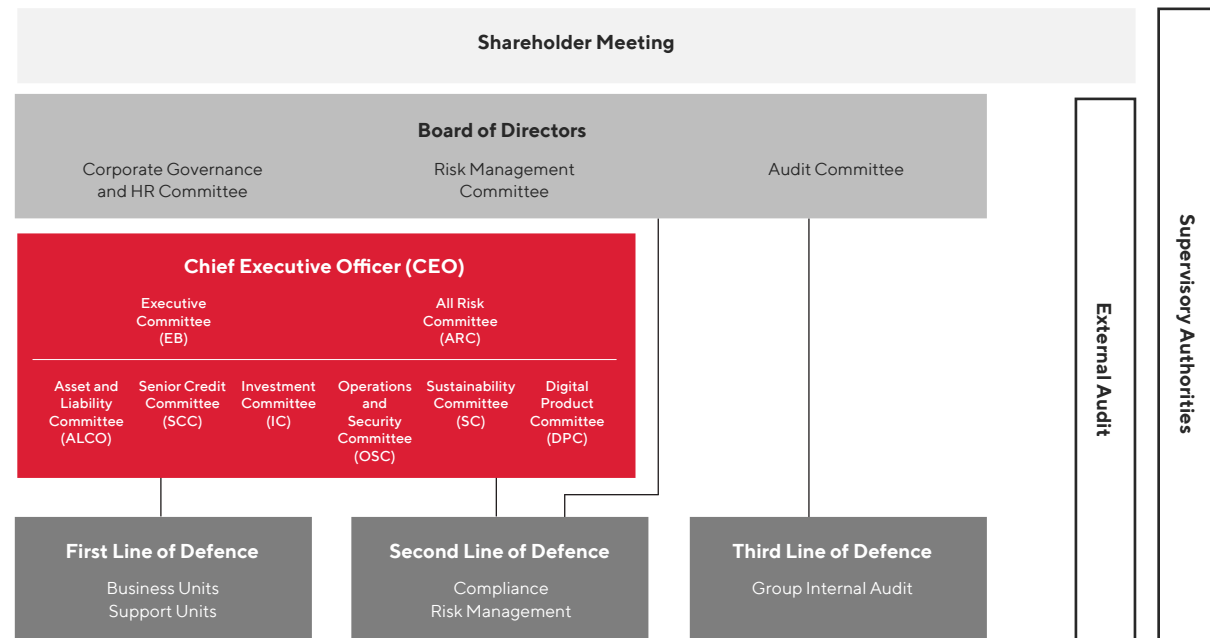 Shareholder Meeting
Board of Directors
Corporate Governance
and HR Committee
Risk Management
Committee
Audit Committee
Chief Executive Officer (CEO)
Executive
Committee
(EB)
All Risk
Committee
(ARC)
Asset and
Liability
Committee
(ALCO)
Senior Credit
Committee
(SCC)
Investment
Committee
(IC)
Operations
and
Security
Committee
(OSC)
Sustainability
Committee
(SC)
Digital
Product
Committee
(DPC)
First Line of Defence
Business Units
Support Units
Second Line of Defence
Compliance
Risk Management
Third Line of Defence
Group Internal Audit
External Audit
Supervisory Authorities